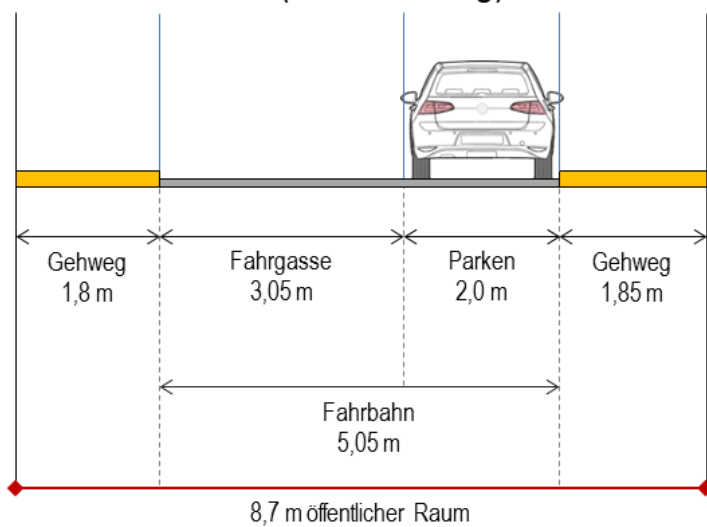 Gehweg
1,8 m
Fahrgasse
3,05 m
Parken
2,0 m
Gehweg
1,85 m
Fahrbahn
5,05 m
8,7 m öffentlicher Raum